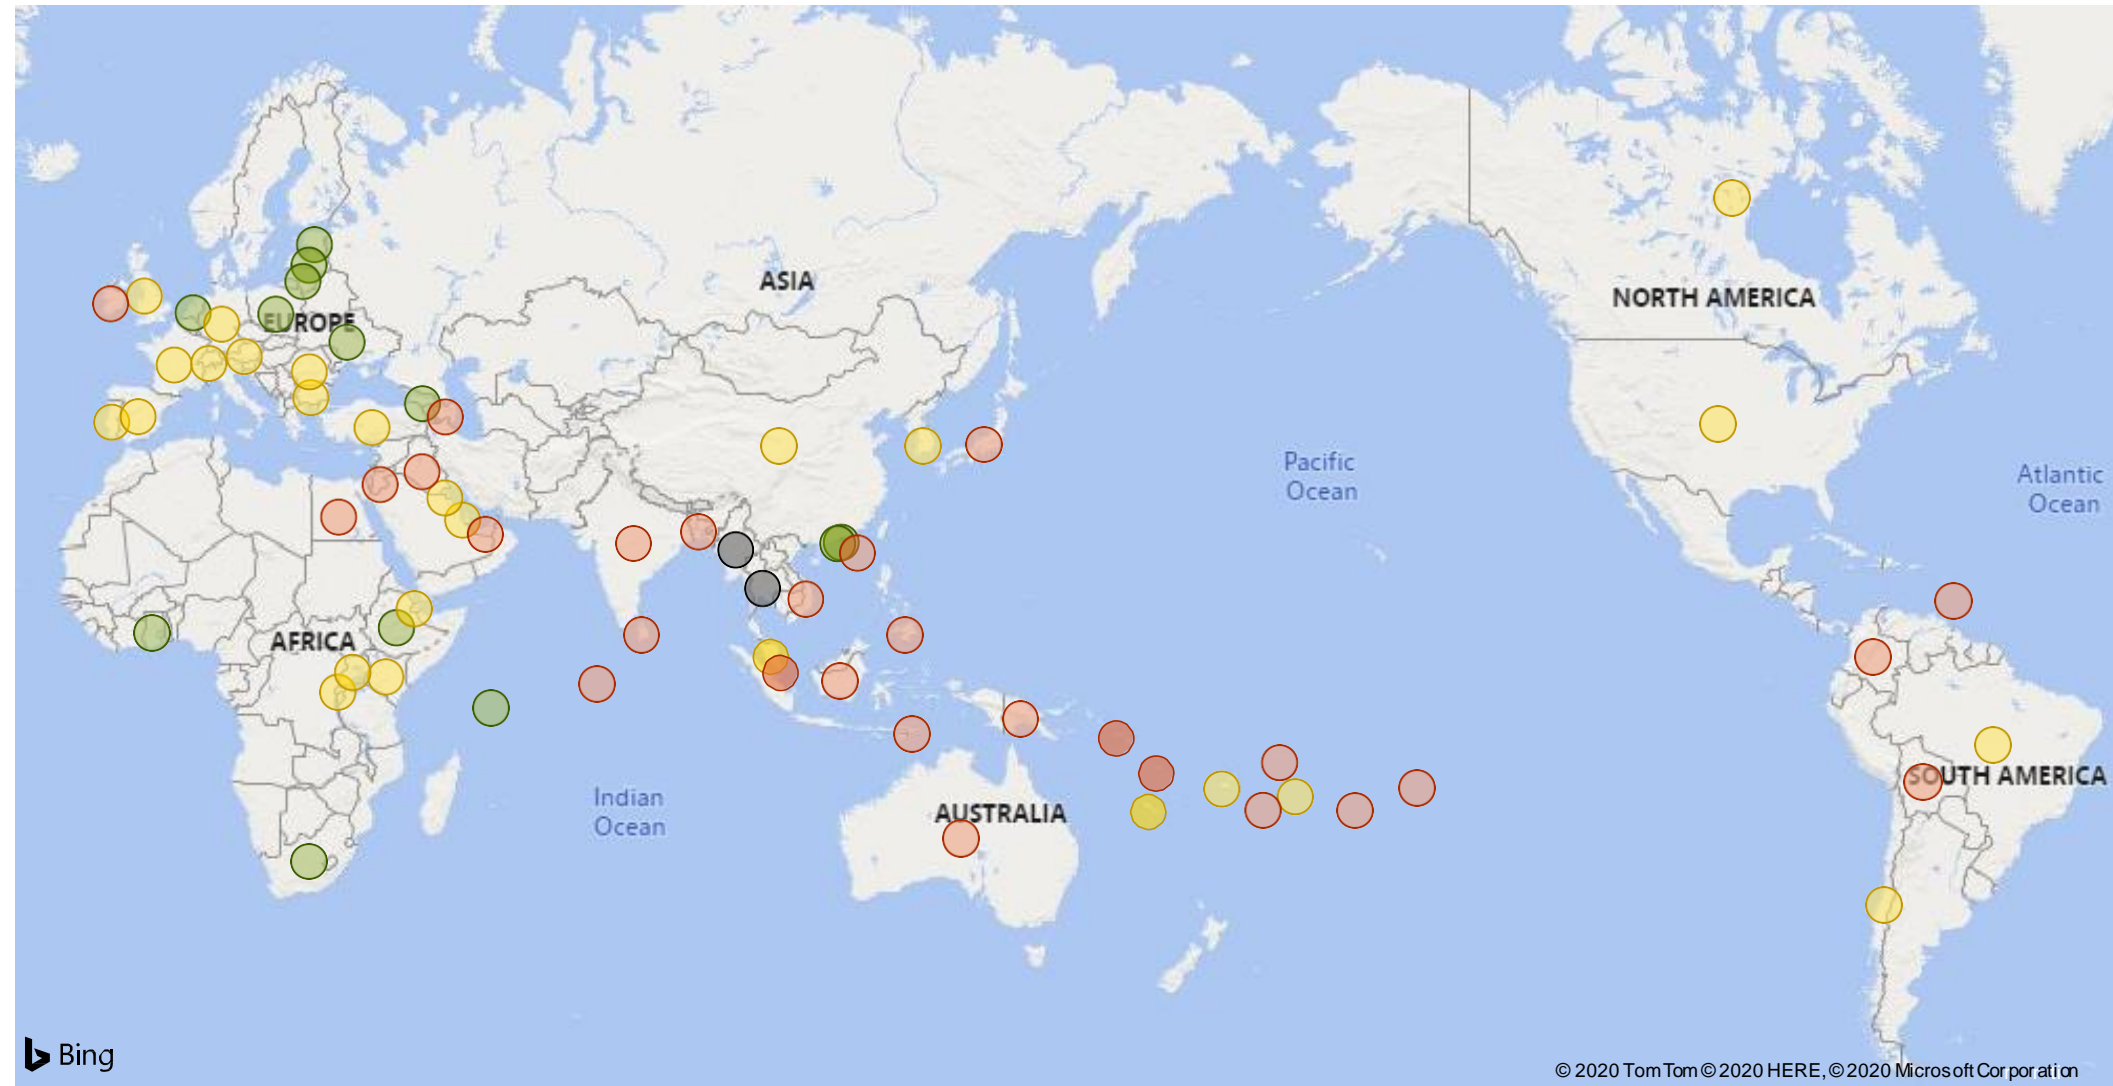 ASIA
NORTH AMERICA
EUROPE
Pacific
Ocean
Atlantic
Ocean
AFRICA
Indian
Ocean
SOUTH AMERICA
AUSTRALIA
Bing
© 2020 TomTom © 2020 HERE, © 2020 Microsoft Corporation